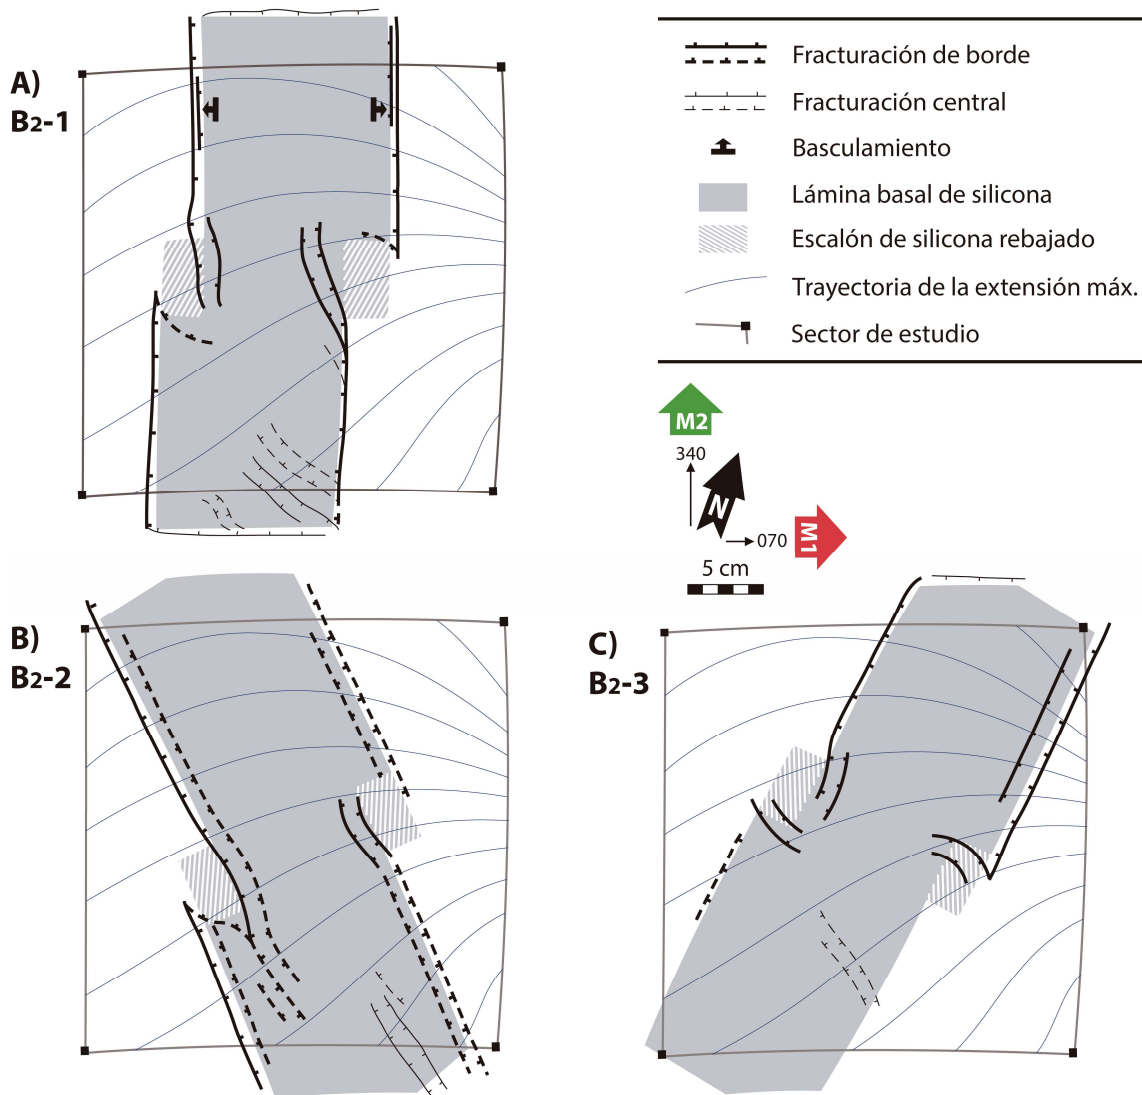 A)
B2-1
Fracturación de borde
Fracturación central
Basculamiento
Lámina basal de silicona
Escalón de silicona rebajado
Trayectoria de la extensión máx.
Sector de estudio
M2
340
N
070
M1
5 cm
B)
B2-2
C)
B2-3